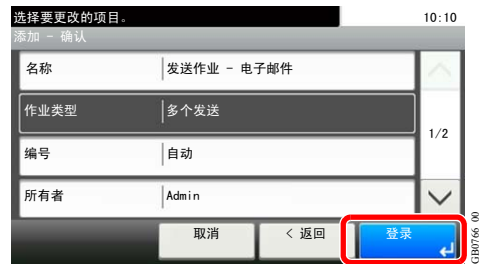 选择要更改的项目。 10:10
添加 - 确认
名称 发送作业 - 电子邮件
作业类型 多个发送
1/2
编号 自动
所有者 Admin
取消 < 返回 登录
GB0766 00